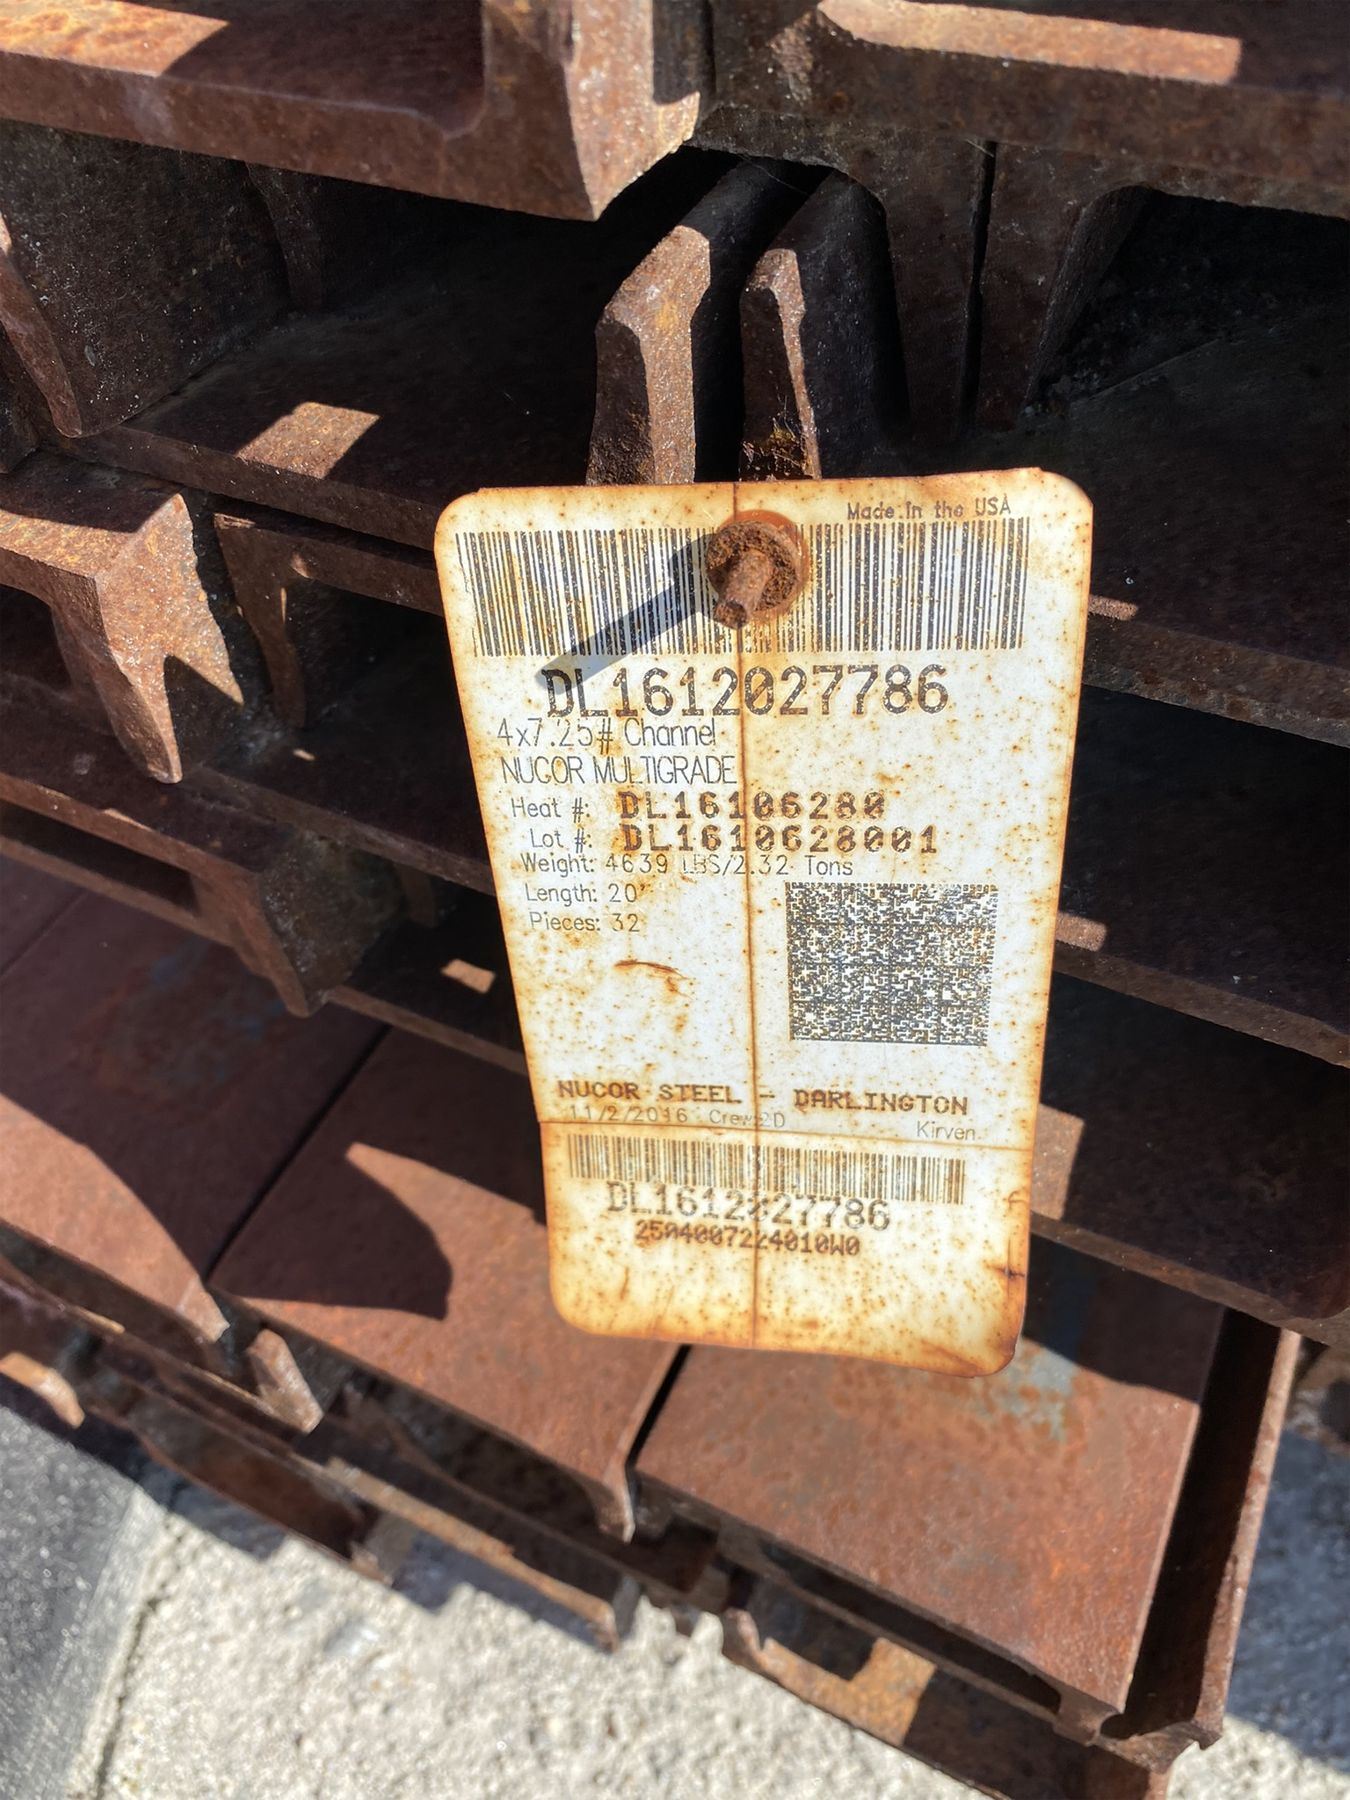 Made in the USA
DL1612027786
4x7.25# Channel
NUCOR MULTIGRADE
Heat #: DL16106280
Lot #: DL1610628001
Weight: 4639 LBS/2.32 Tons
Length: 20'
Pieces: 32
NUCOR STEEL - DARLINGTON
11/2/2016 Crew:2D Kirven
DL1612027786
2504007224010W0